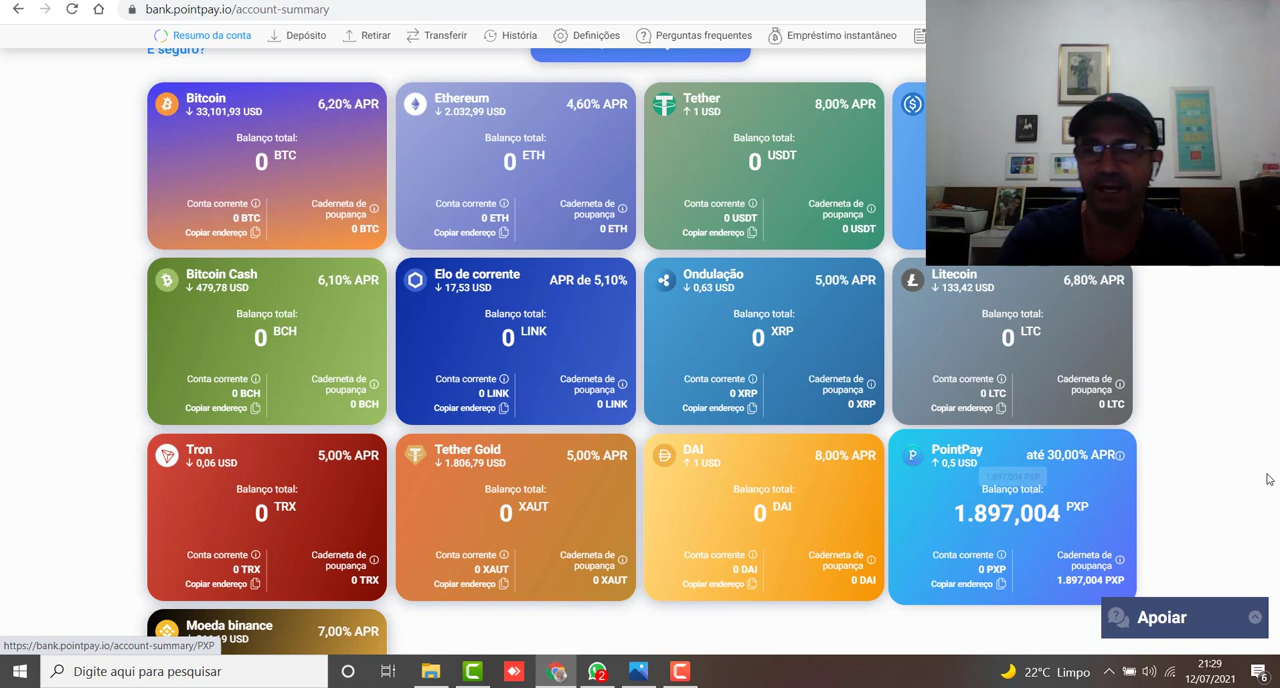 bank.pointpay.io/account-summary
Resumo da conta
Depósito
Retirar
Transferir
História
Definições
Perguntas frequentes
Empréstimo instantâneo
É seguro?
Bitcoin
↓ 33,101,93 USD
6,20% APR
Balanço total:
0 BTC
Conta corrente
0 BTC
Copiar endereço
Caderneta de
poupança
0 BTC
Ethereum
↓ 2.032,99 USD
4,60% APR
Balanço total:
0 ETH
Conta corrente
0 ETH
Copiar endereço
Caderneta de
poupança
0 ETH
Tether
↑ 1 USD
8,00% APR
Balanço total:
0 USDT
Conta corrente
0 USDT
Copiar endereço
Caderneta de
poupança
0 USDT
Bitcoin Cash
↓ 479,78 USD
6,10% APR
Balanço total:
0 BCH
Conta corrente
0 BCH
Copiar endereço
Caderneta de
poupança
0 BCH
Elo de corrente
↓ 17,53 USD
APR de 5,10%
Balanço total:
0 LINK
Conta corrente
0 LINK
Copiar endereço
Caderneta de
poupança
0 LINK
Ondulação
↓ 0,63 USD
5,00% APR
Balanço total:
0 XRP
Conta corrente
0 XRP
Copiar endereço
Caderneta de
poupança
0 XRP
Litecoin
↓ 133,42 USD
6,80% APR
Balanço total:
0 LTC
Conta corrente
0 LTC
Copiar endereço
Caderneta de
poupança
0 LTC
Tron
↓ 0,06 USD
5,00% APR
Balanço total:
0 TRX
Conta corrente
0 TRX
Copiar endereço
Caderneta de
poupança
0 TRX
Tether Gold
↓ 1.806,79 USD
5,00% APR
Balanço total:
0 XAUT
Conta corrente
0 XAUT
Copiar endereço
Caderneta de
poupança
0 XAUT
DAI
↑ 1 USD
8,00% APR
Balanço total:
0 DAI
Conta corrente
0 DAI
Copiar endereço
Caderneta de
poupança
0 DAI
PointPay
↑ 0,5 USD
até 30,00% APR
1.897,004 PXP
Balanço total:
1.897,004 PXP
Conta corrente
0 PXP
Copiar endereço
Caderneta de
poupança
1.897,004 PXP
Moeda binance
USD
7,00% APR
Apoiar
https://bank.pointpay.io/account-summary/PXP
Digite aqui para pesquisar
2
22°C Limpo
21:29
12/07/2021
6